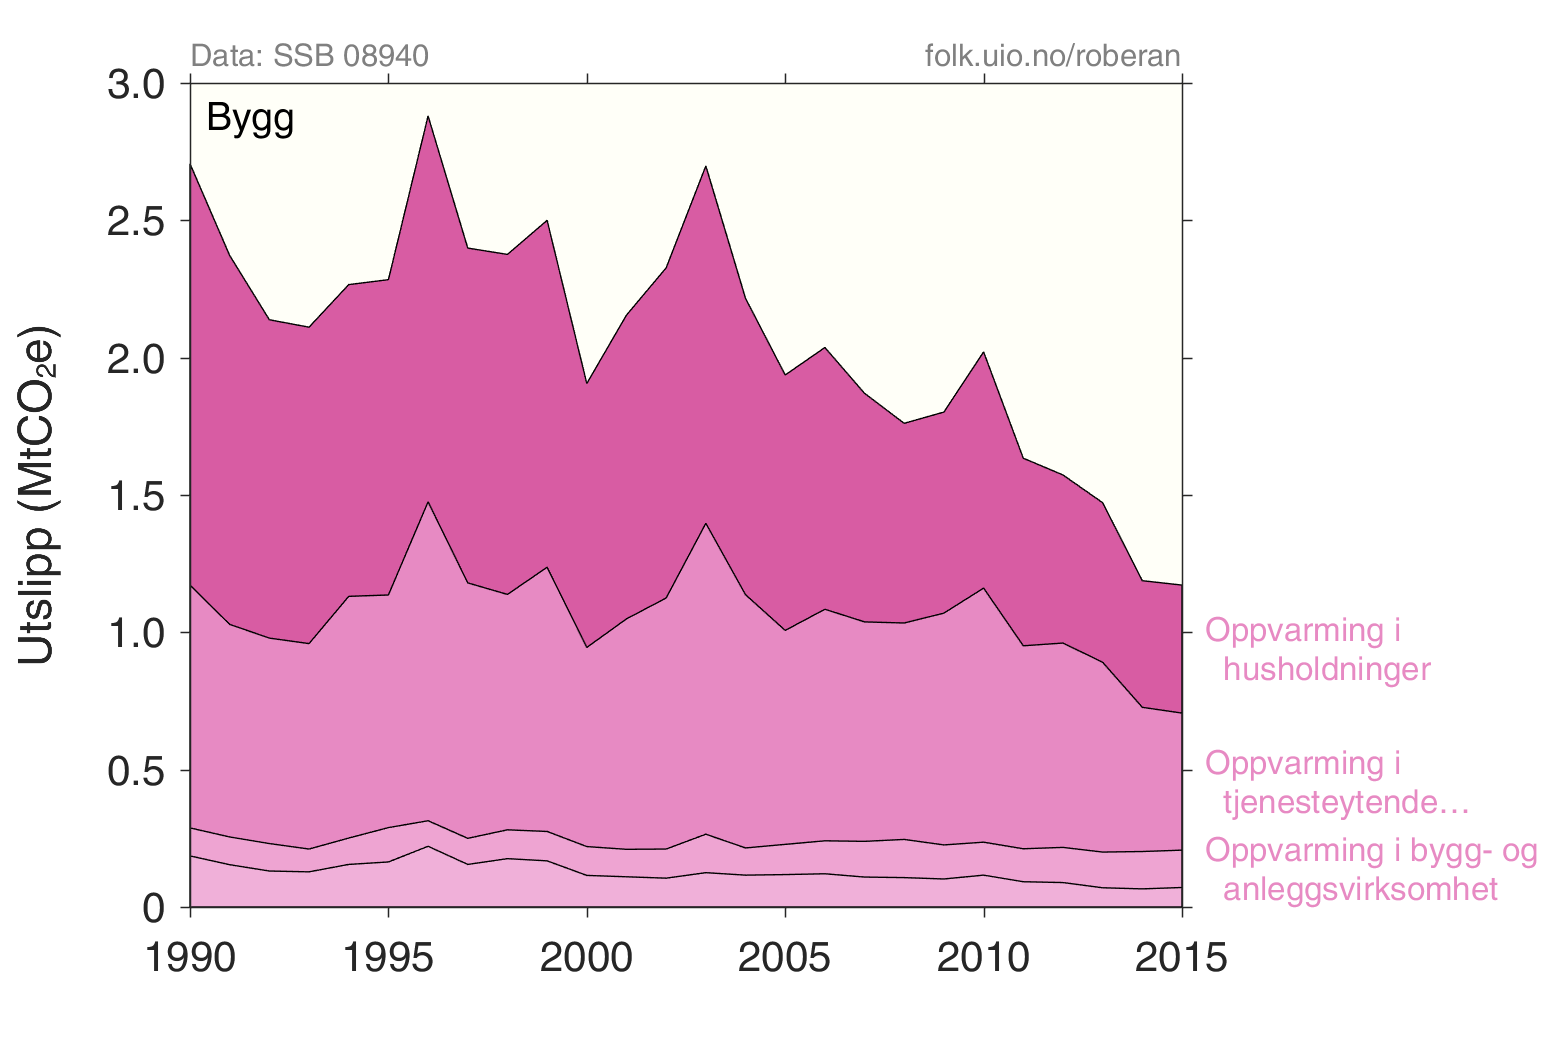 Data: SSB 08940
folk.uio.no/roberan
3.0
Bygg
2.5
2.0
1.5
1.0
0.5
0
Utslipp (MtCO₂e)
Oppvarming i
husholdninger
Oppvarming i
tjenesteytende…
Oppvarming i bygg- og
anleggsvirksomhet
1990 1995 2000 2005 2010 2015